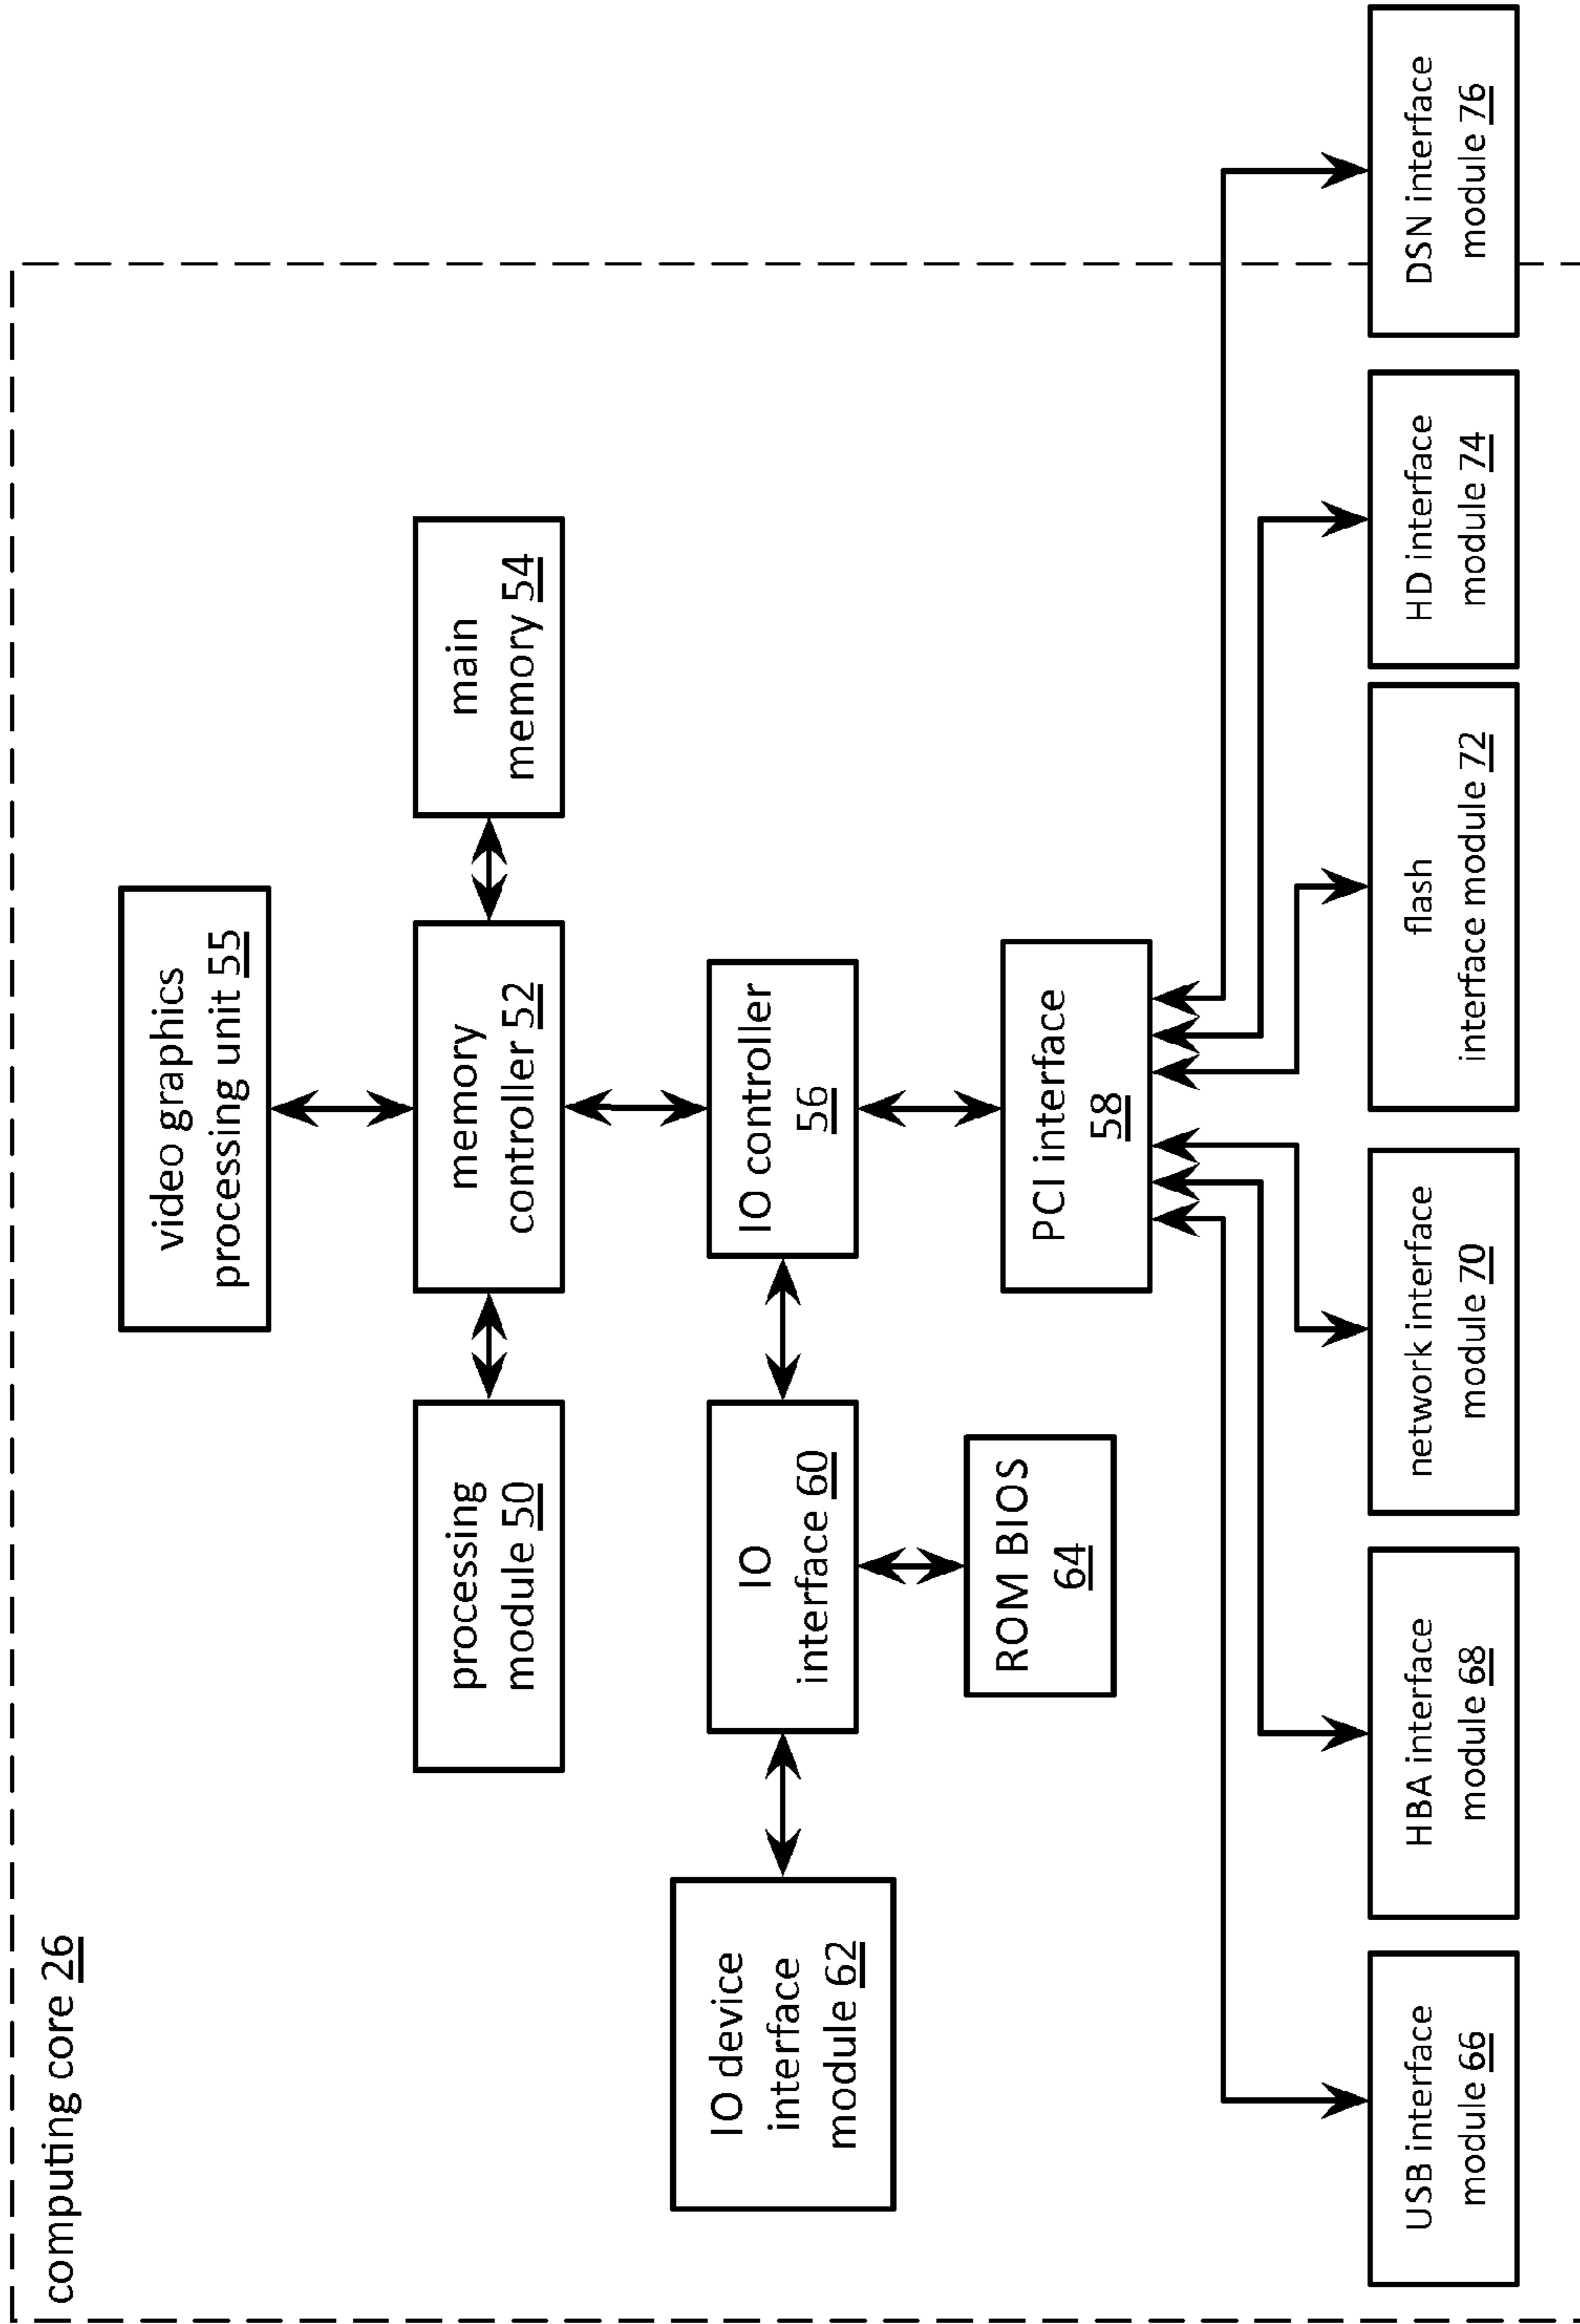 computing core 26
video graphics
processing unit 55
processing
module 50
memory
controller 52
main
memory 54
IO device
interface
module 62
IO
interface 60
IO controller
56
ROM BIOS
64
PCI interface
58
USB interface
module 66
HBA interface
module 68
network interface
module 70
flash
interface module 72
HD interface
module 74
DSN interface
module 76